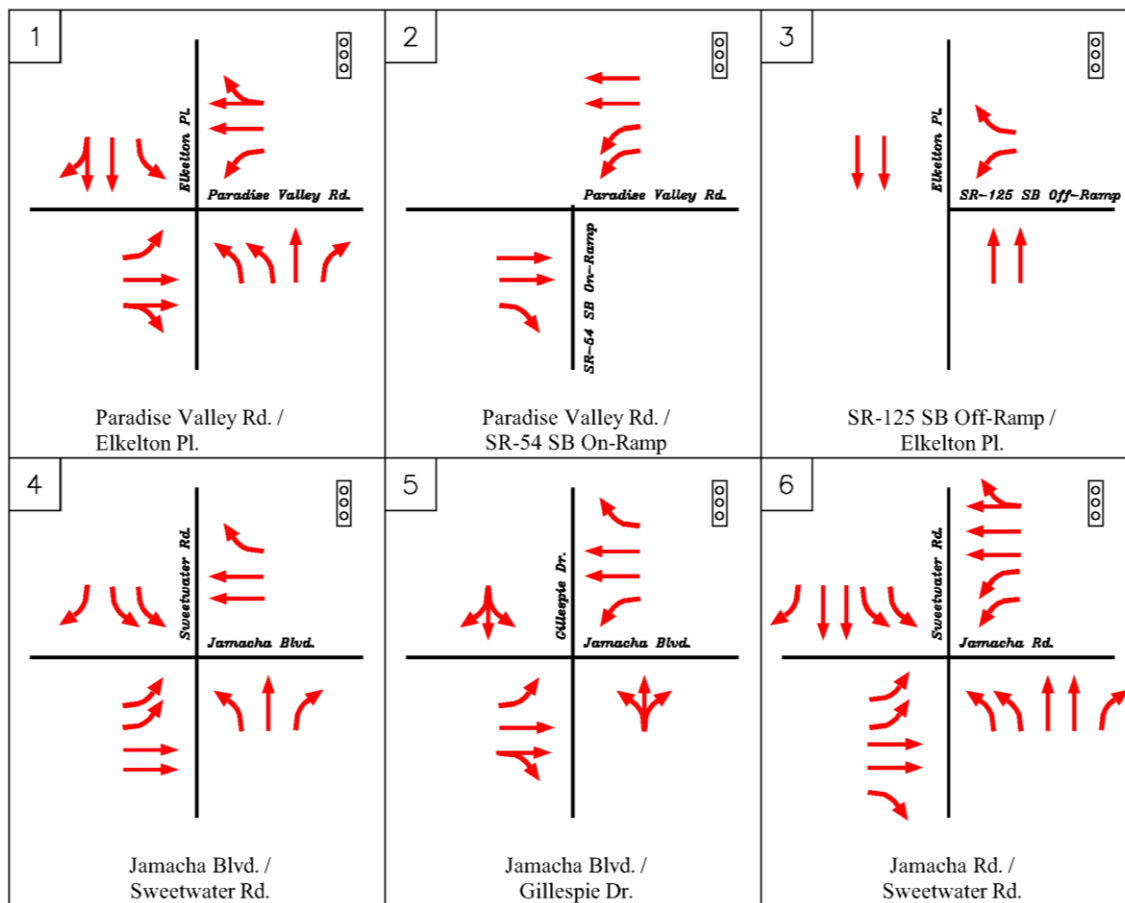 1
Elkelton Pl.
Paradise Valley Rd.
Paradise Valley Rd. /
Elkelton Pl.
2
Paradise Valley Rd.
SR-54 SB On-Ramp
Paradise Valley Rd. /
SR-54 SB On-Ramp
3
Elkelton Pl.
SR-125 SB Off-Ramp
SR-125 SB Off-Ramp /
Elkelton Pl.
4
Sweetwater Rd.
Jamacha Blvd.
Jamacha Blvd. /
Sweetwater Rd.
5
Gillespie Dr.
Jamacha Blvd.
Jamacha Blvd. /
Gillespie Dr.
6
Sweetwater Rd.
Jamacha Rd.
Jamacha Rd. /
Sweetwater Rd.